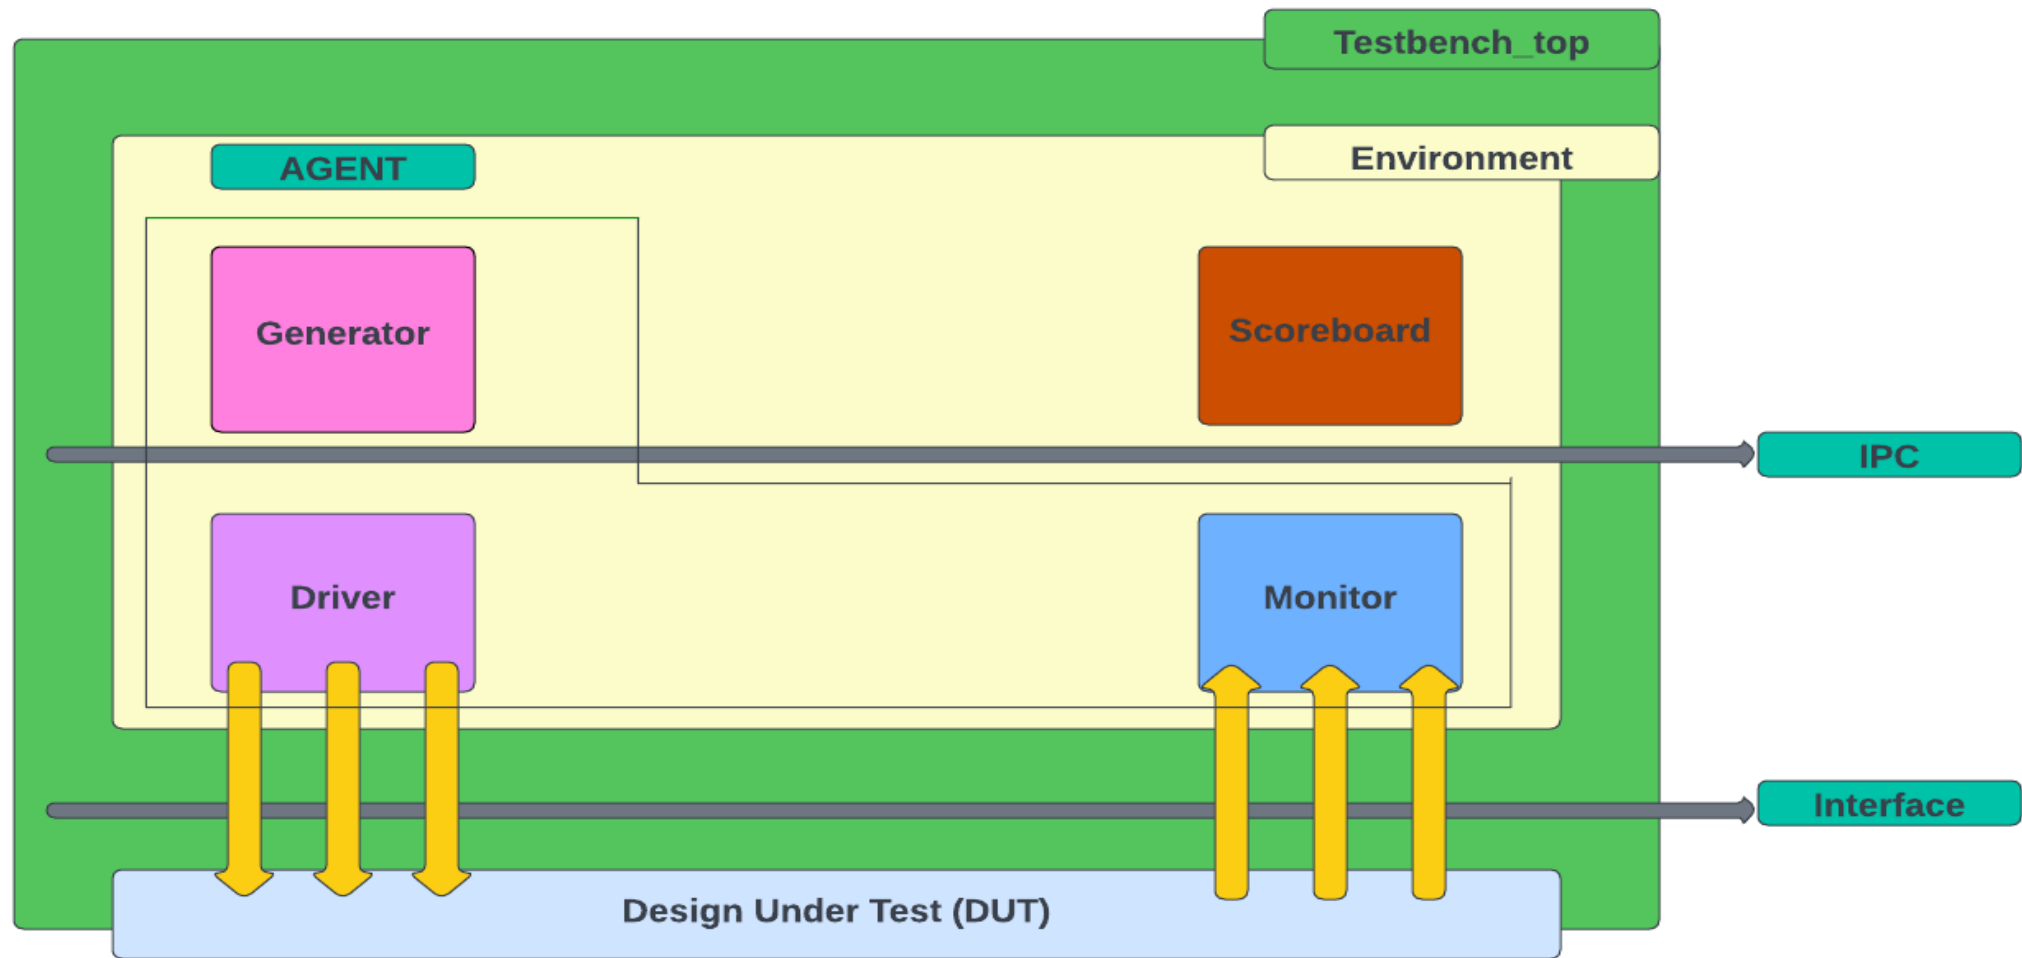 Testbench_top
Environment
AGENT
Generator
Scoreboard
IPC
Driver
Monitor
Interface
Design Under Test (DUT)